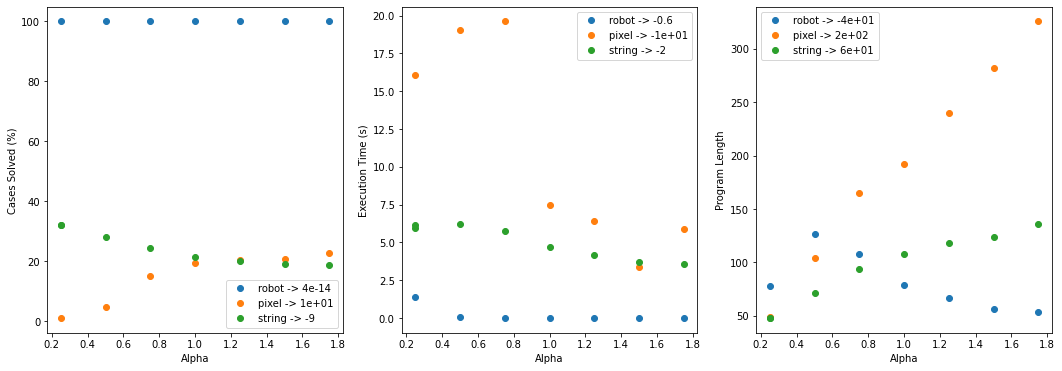 100
80
60
40
20
0
Cases Solved (%)
0.2 0.4 0.6 0.8 1.0 1.2 1.4 1.6 1.8
Alpha
robot -> 4e-14
pixel -> 1e+01
string -> -9
20.0
17.5
15.0
12.5
10.0
7.5
5.0
2.5
0.0
Execution Time (s)
0.2 0.4 0.6 0.8 1.0 1.2 1.4 1.6 1.8
Alpha
robot -> -0.6
pixel -> -1e+01
string -> -2
300
250
200
150
100
50
Program Length
0.2 0.4 0.6 0.8 1.0 1.2 1.4 1.6 1.8
Alpha
robot -> -4e+01
pixel -> 2e+02
string -> 6e+01